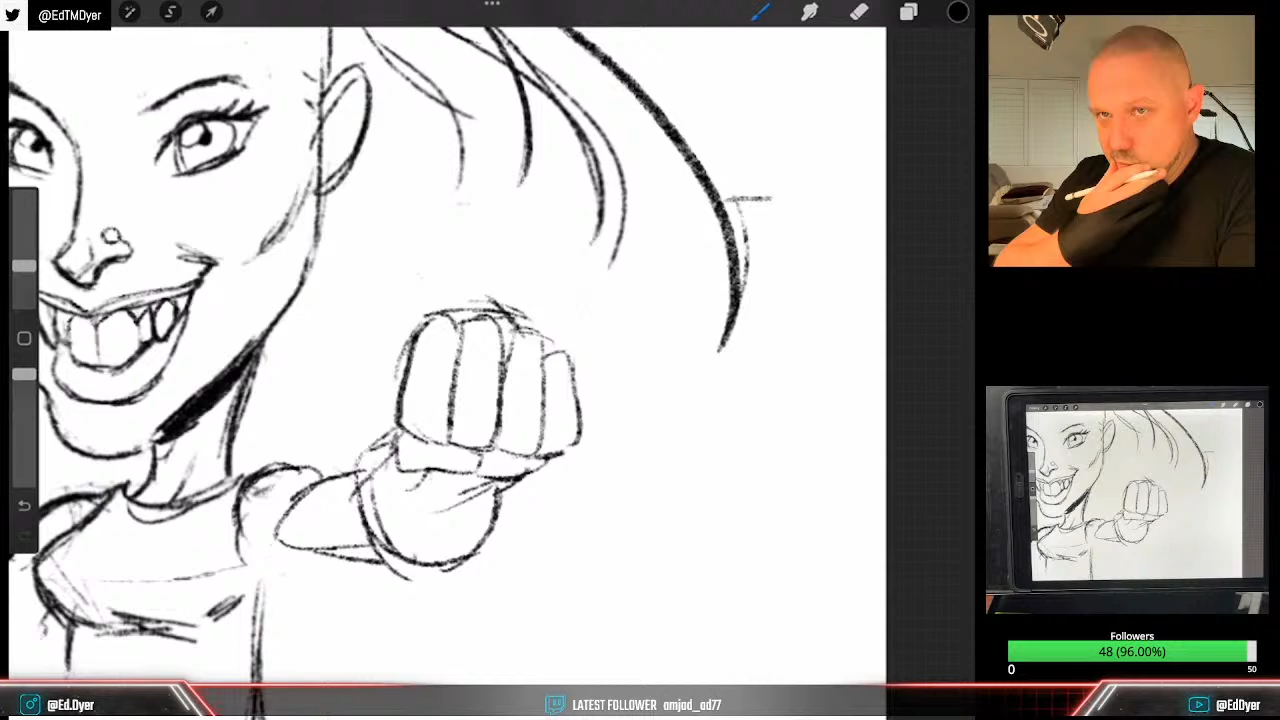 @EdTMDyer
Followers
48 (96.00%)
0
50
@Ed.Dyer
LATEST FOLLOWER amjad_ad77
@EdDyer